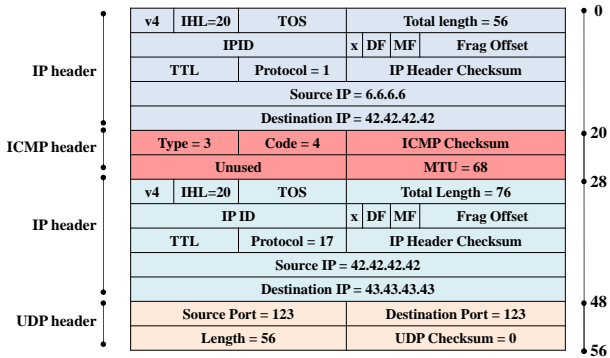 0
v4 IHL=20 TOS Total length = 56
IPID x DF MF Frag Offset
IP header TTL Protocol = 1 IP Header Checksum
Source IP = 6.6.6.6
Destination IP = 42.42.42.42
20
ICMP header Type = 3 Code = 4 ICMP Checksum
Unused MTU = 68
28
v4 IHL=20 TOS Total Length = 76
IP header IP ID x DF MF Frag Offset
TTL Protocol = 17 IP Header Checksum
Source IP = 42.42.42.42
Destination IP = 43.43.43.43
48
UDP header Source Port = 123 Destination Port = 123
Length = 56 UDP Checksum = 0
56